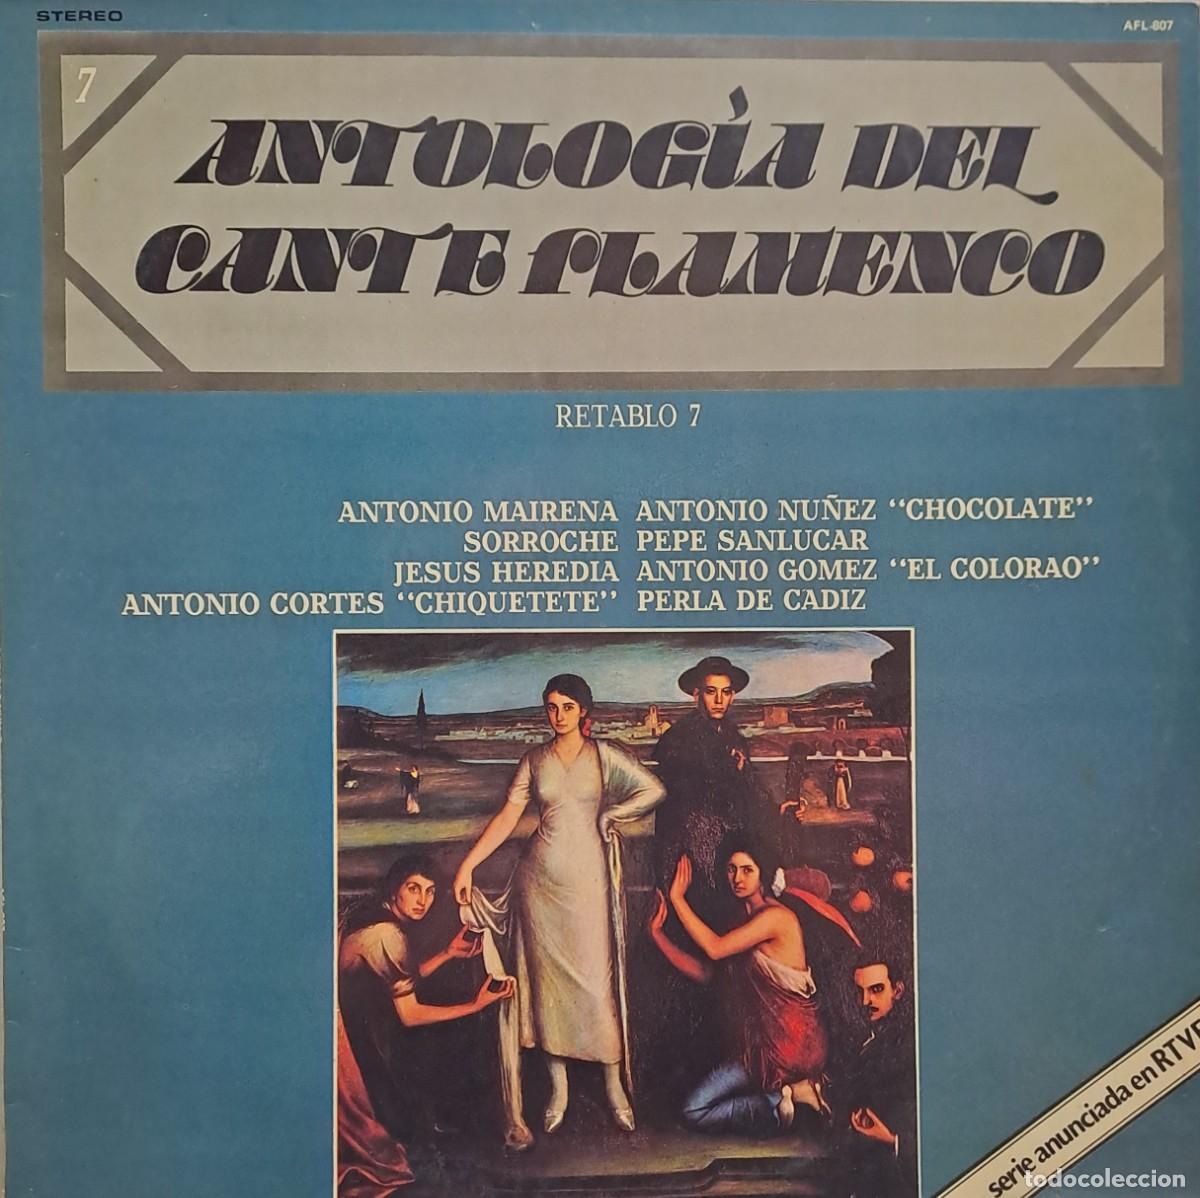 STEREO
AFL-807
7
ANTOLOGÍA DEL
CANTE FLAMENCO
RETABLO 7
ANTONIO MAIRENA ANTONIO NUÑEZ "CHOCOLATE"
SORROCHE PEPE SANLUCAR
JESUS HEREDIA ANTONIO GOMEZ "EL COLORAO"
ANTONIO CORTES "CHIQUETETE" PERLA DE CADIZ
serie anunciada en RTVE
todocoleccion